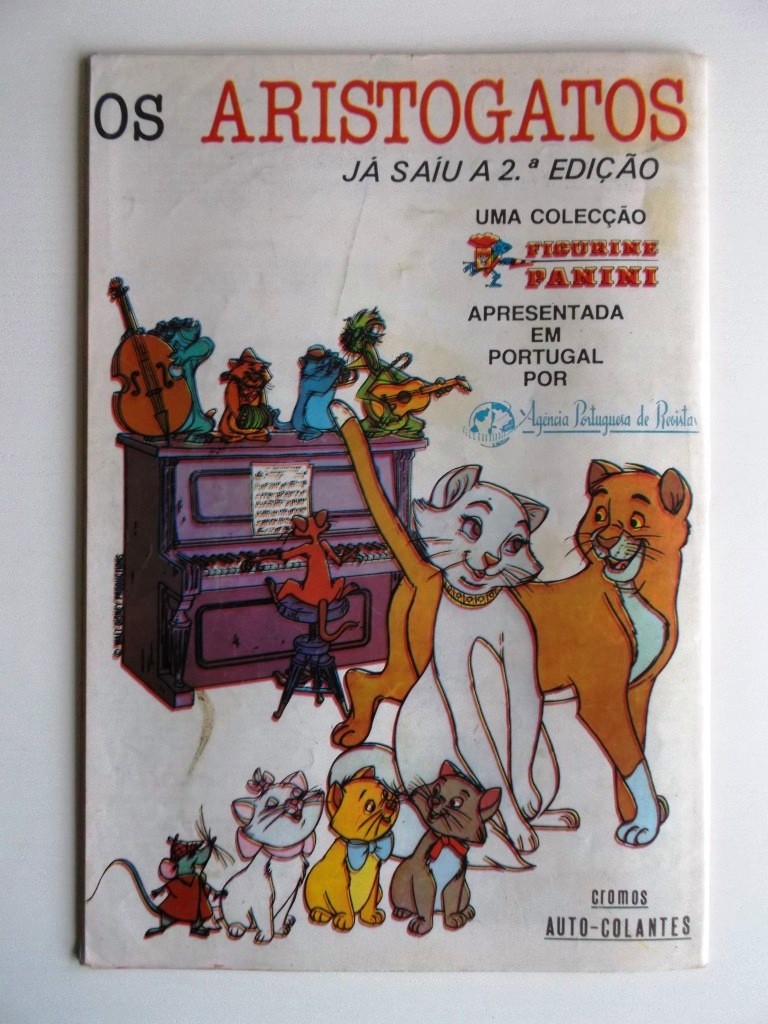 OS ARISTOGATOS
JÁ SAÍU A 2.ª EDIÇÃO
UMA COLECÇÃO
FIGURINE
PANINI
APRESENTADA
EM
PORTUGAL
POR
Agência Portuguesa de Revistas
cromos
AUTO-COLANTES